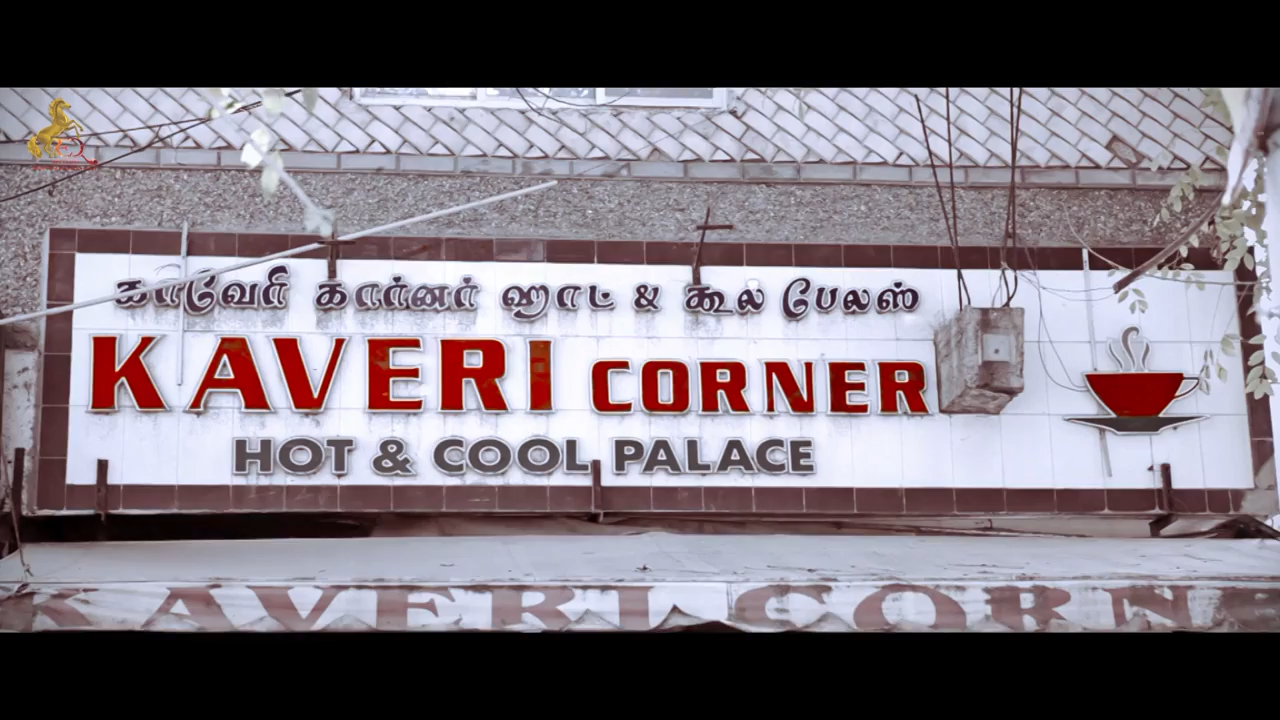 காவேரி கார்னர் ஹாட் & கூல் பேலஸ்
KAVERI CORNER
HOT & COOL PALACE
KAVERI CORN